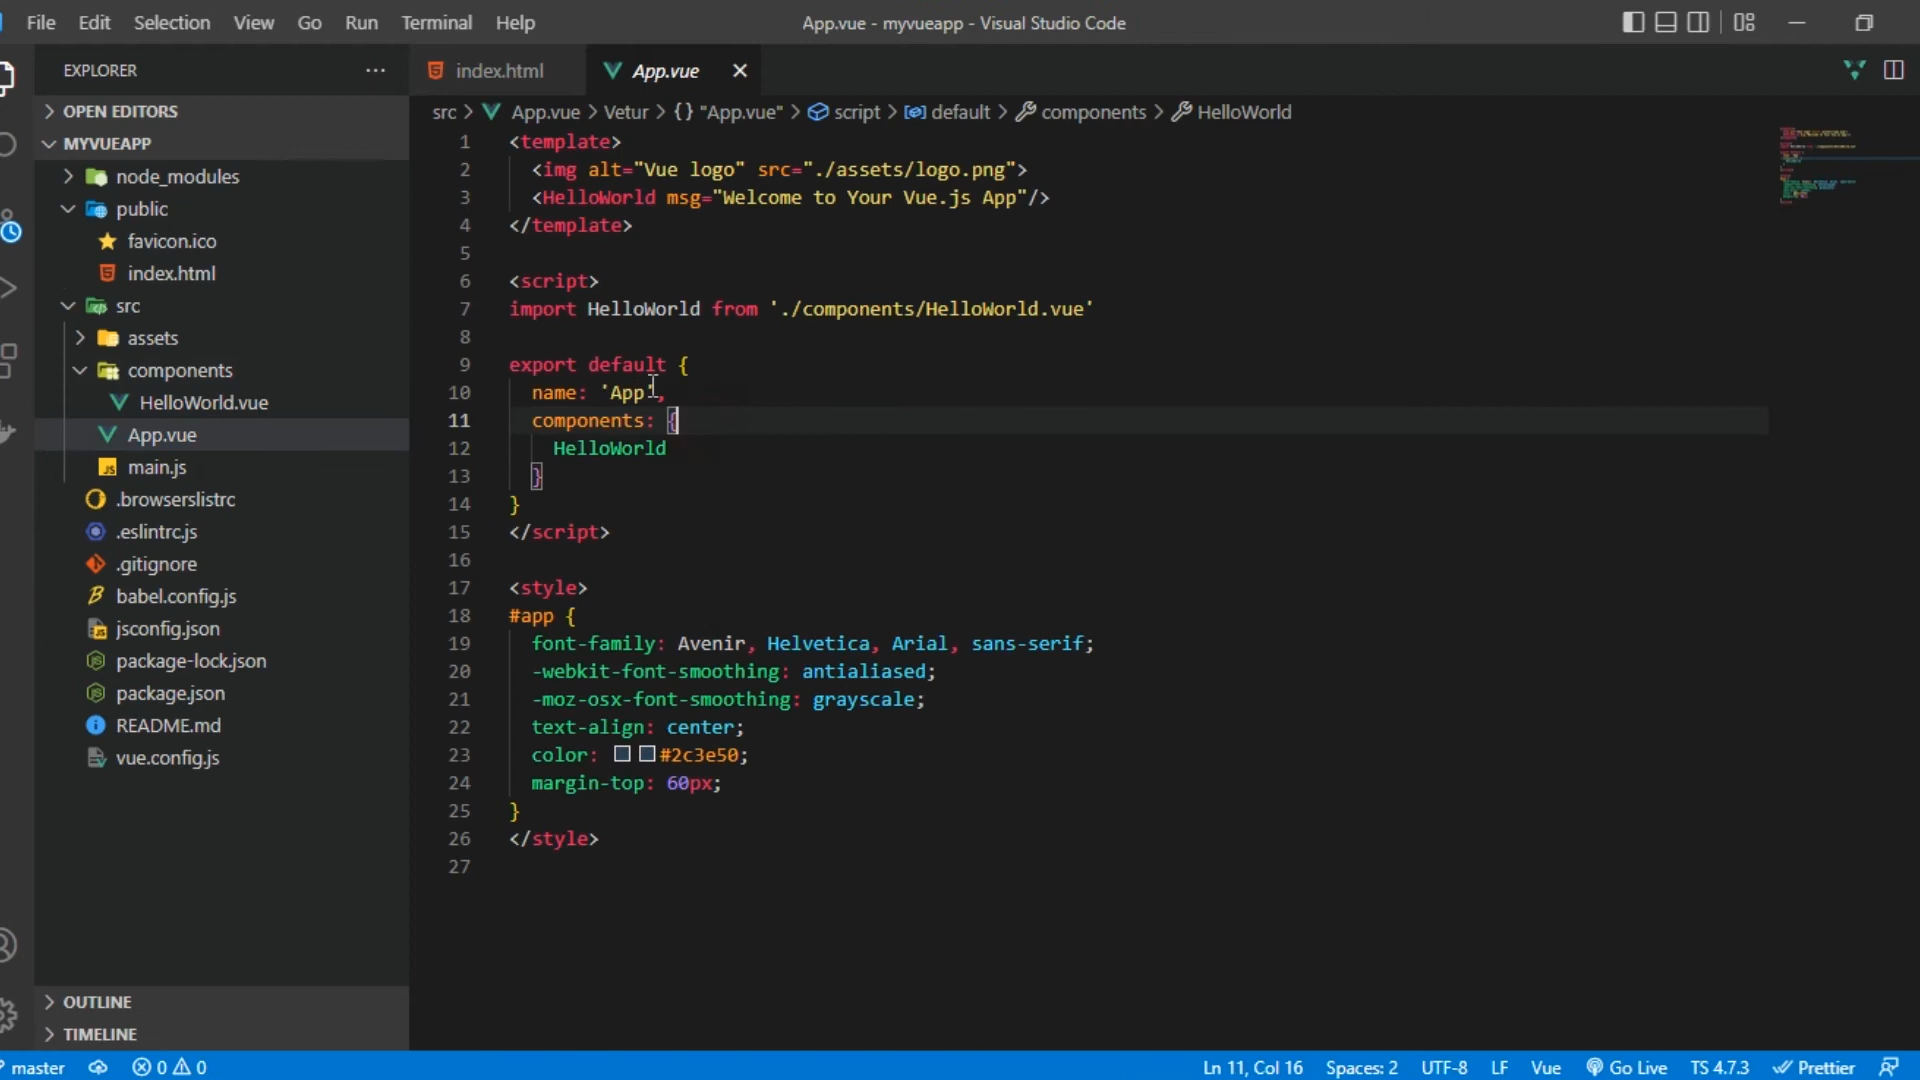 File Edit Selection View Go Run Terminal Help
App.vue - myvueapp - Visual Studio Code
EXPLORER
OPEN EDITORS
MYVUEAPP
node_modules
public
favicon.ico
index.html
src
assets
components
HelloWorld.vue
App.vue
main.js
.browserslistrc
.eslintrc.js
.gitignore
babel.config.js
jsconfig.json
package-lock.json
package.json
README.md
vue.config.js
OUTLINE
TIMELINE
index.html App.vue
src > App.vue > Vetur > {} "App.vue" > script > default > components > HelloWorld
1 <template>
2 <img alt="Vue logo" src="./assets/logo.png">
3 <HelloWorld msg="Welcome to Your Vue.js App"/>
4 </template>
5
6 <script>
7 import HelloWorld from './components/HelloWorld.vue'
8
9 export default {
10 name: 'App',
11 components: {
12 HelloWorld
13 }
14 }
15 </script>
16
17 <style>
18 #app {
19 font-family: Avenir, Helvetica, Arial, sans-serif;
20 -webkit-font-smoothing: antialiased;
21 -moz-osx-font-smoothing: grayscale;
22 text-align: center;
23 color: #2c3e50;
24 margin-top: 60px;
25 }
26 </style>
27
master 0 0 Ln 11, Col 16 Spaces: 2 UTF-8 LF Vue Go Live TS 4.7.3 Prettier